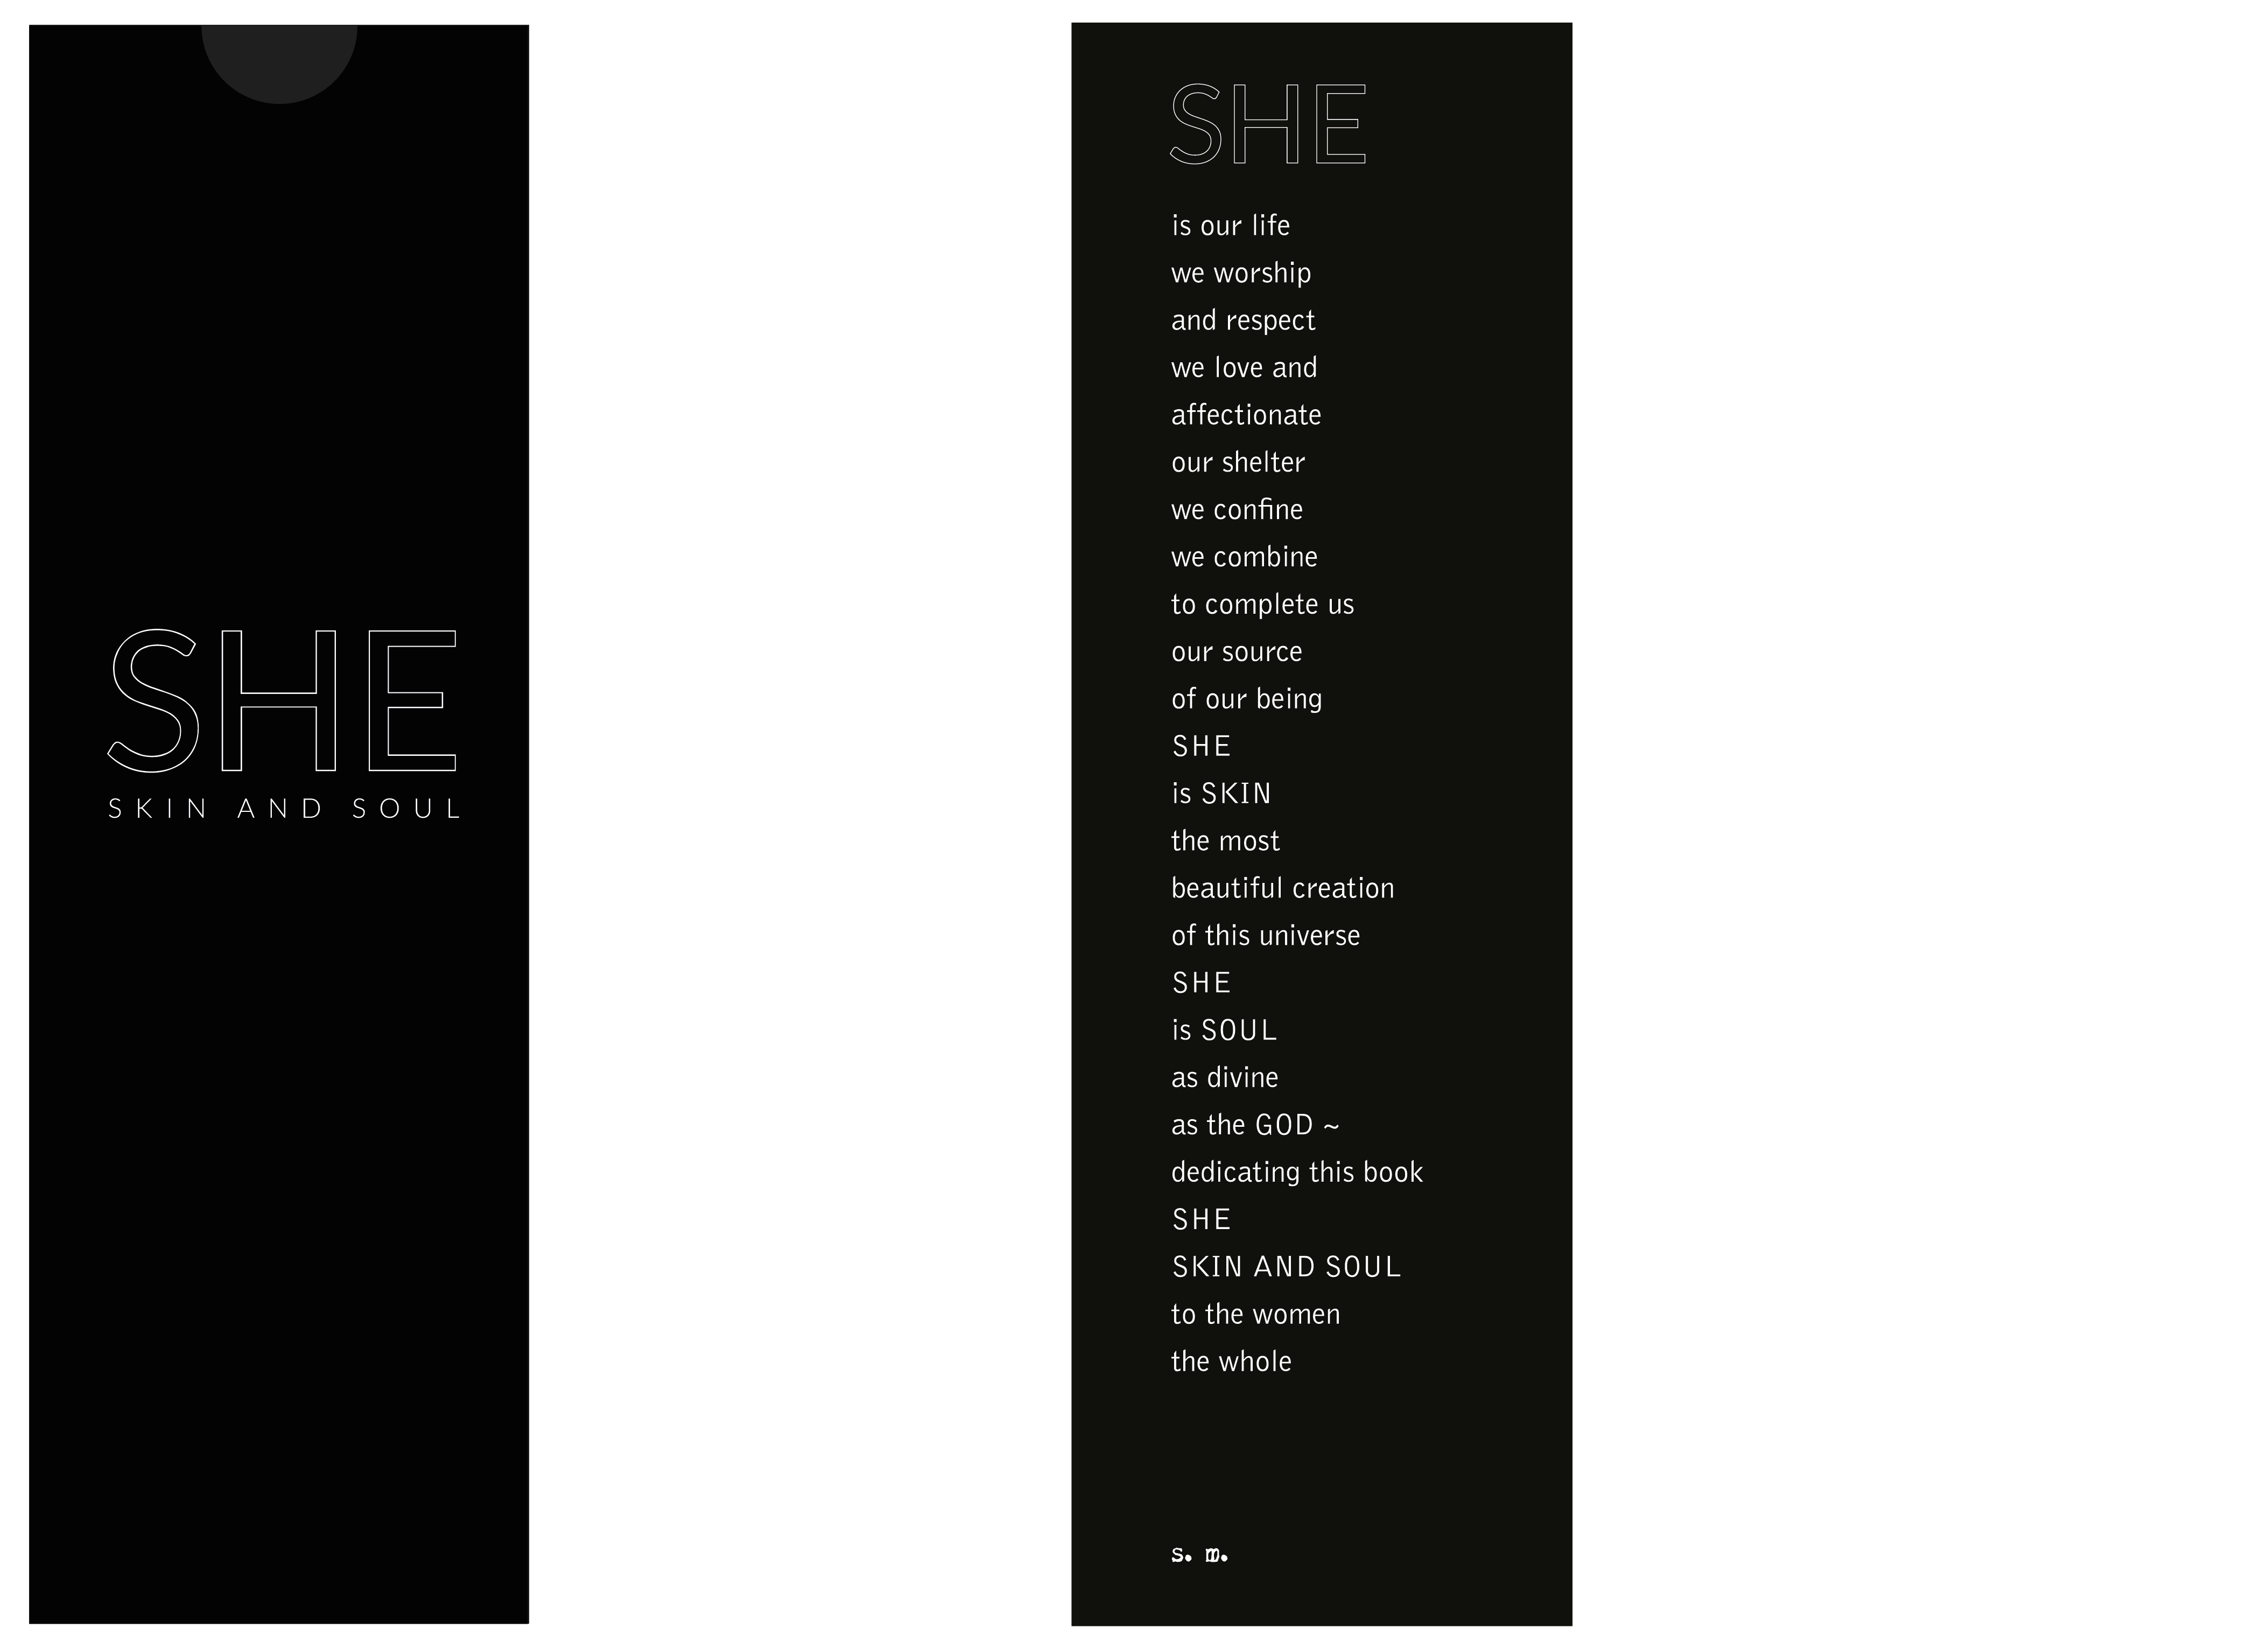 SHE
SKIN AND SOUL
SHE
is our life
we worship
and respect
we love and
affectionate
our shelter
we confine
we combine
to complete us
our source
of our being
SHE
is SKIN
the most
beautiful creation
of this universe
SHE
is SOUL
as divine
as the GOD ~
dedicating this book
SHE
SKIN AND SOUL
to the women
the whole
s. m.